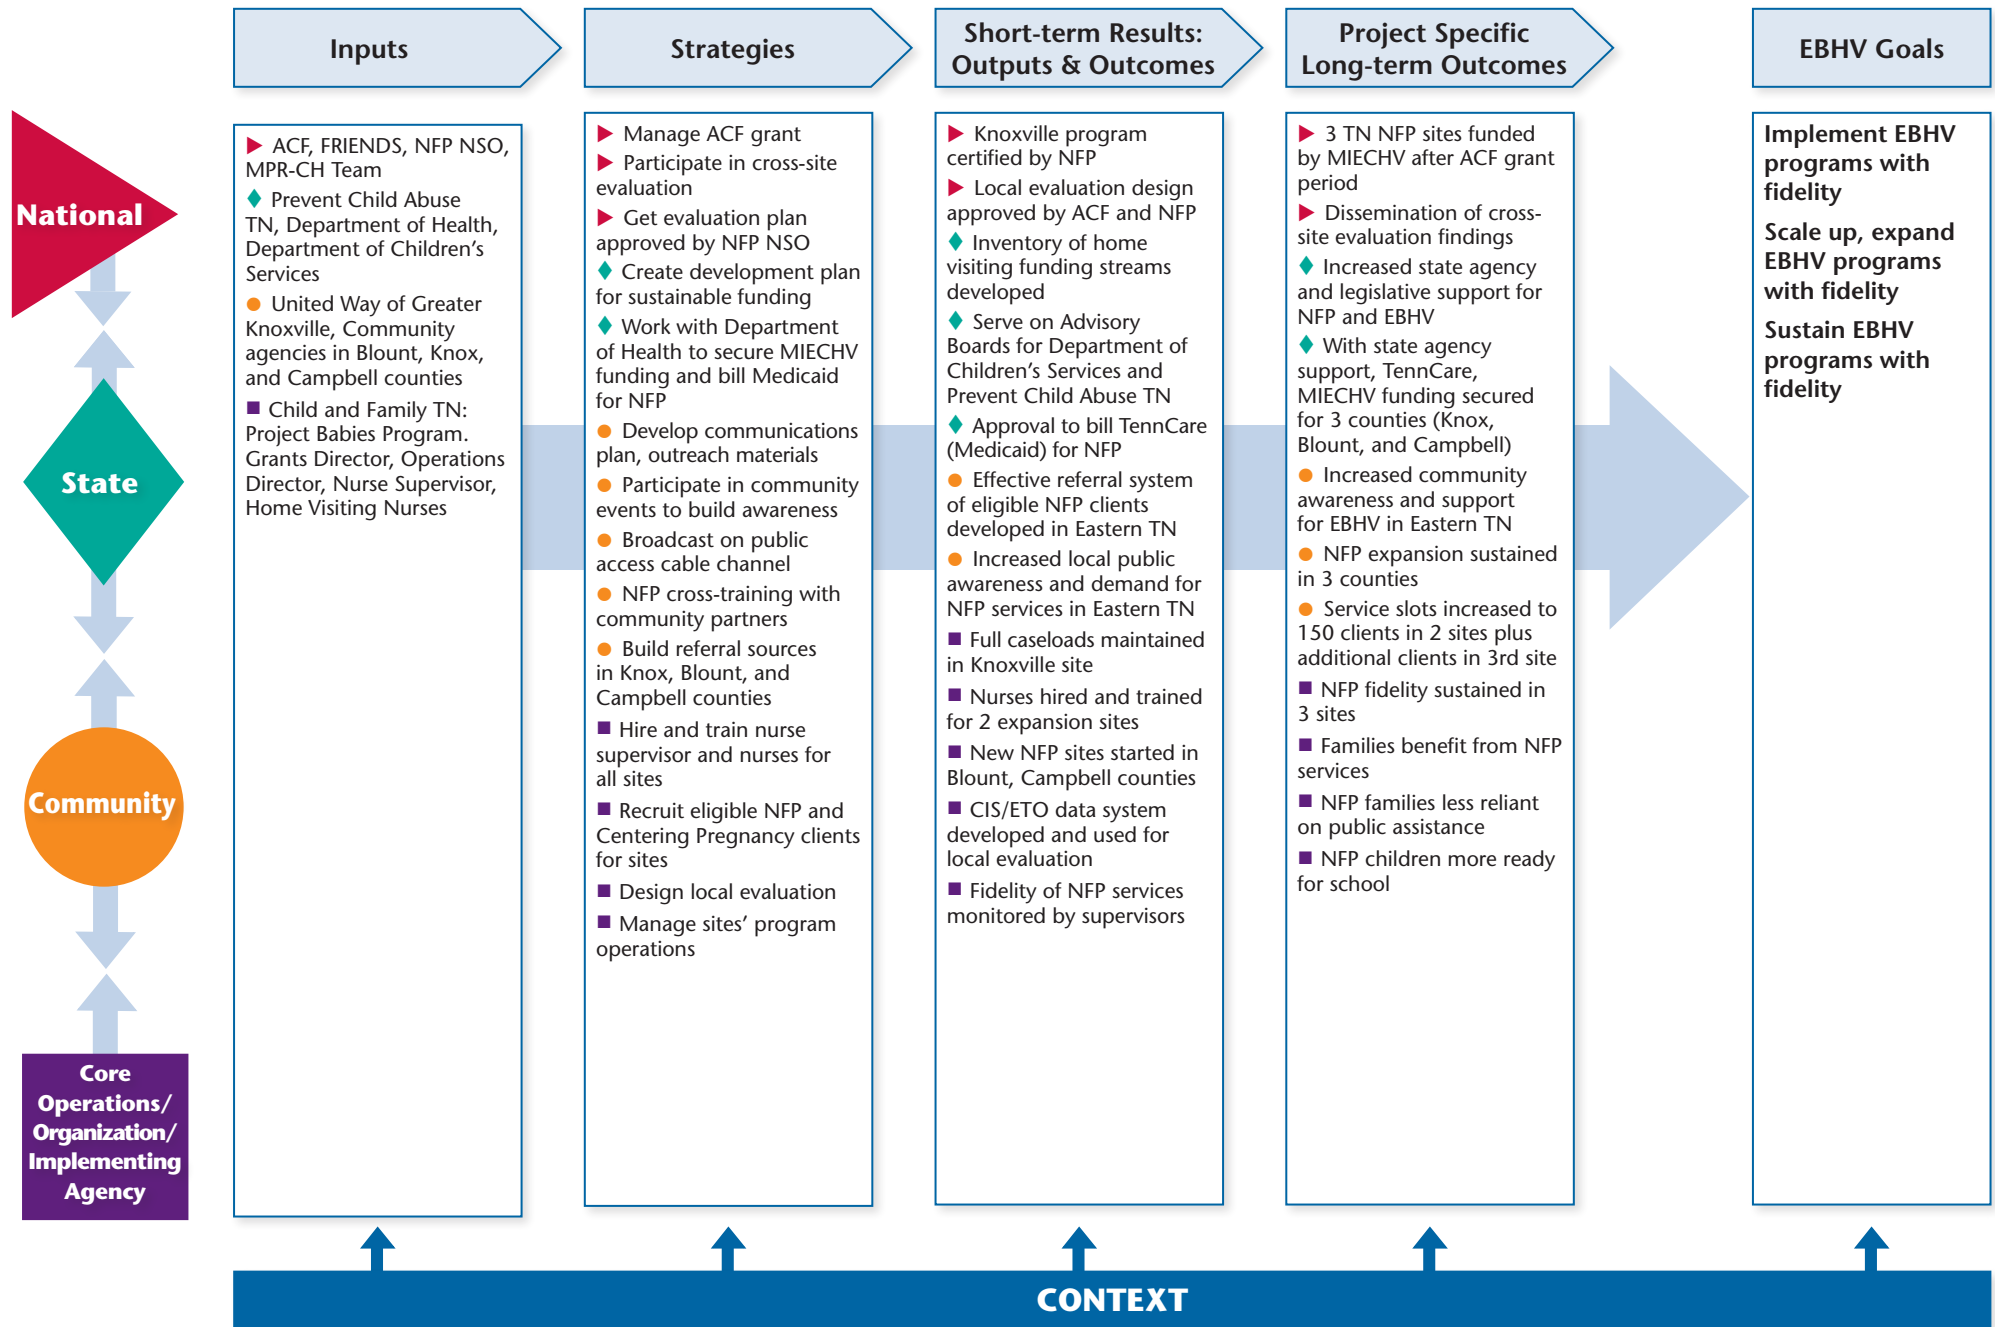 Inputs
Strategies
Short-term Results:
Outputs & Outcomes
Project Specific
Long-term Outcomes
EBHV Goals
National
State
Community
Core
Operations/
Organization/
Implementing
Agency
ACF, FRIENDS, NFP NSO,
MPR-CH Team
Prevent Child Abuse
TN, Department of Health,
Department of Children's
Services
United Way of Greater
Knoxville, Community
agencies in Blount, Knox,
and Campbell counties
Child and Family TN:
Project Babies Program.
Grants Director, Operations
Director, Nurse Supervisor,
Home Visiting Nurses
Manage ACF grant
Participate in cross-site
evaluation
Get evaluation plan
approved by NFP NSO
Create development plan
for sustainable funding
Work with Department
of Health to secure MIECHV
funding and bill Medicaid
for NFP
Develop communications
plan, outreach materials
Participate in community
events to build awareness
Broadcast on public
access cable channel
NFP cross-training with
community partners
Build referral sources
in Knox, Blount, and
Campbell counties
Hire and train nurse
supervisor and nurses for
all sites
Recruit eligible NFP and
Centering Pregnancy clients
for sites
Design local evaluation
Manage sites' program
operations
Knoxville program
certified by NFP
Local evaluation design
approved by ACF and NFP
Inventory of home
visiting funding streams
developed
Serve on Advisory
Boards for Department of
Children's Services and
Prevent Child Abuse TN
Approval to bill TennCare
(Medicaid) for NFP
Effective referral system
of eligible NFP clients
developed in Eastern TN
Increased local public
awareness and demand for
NFP services in Eastern TN
Full caseloads maintained
in Knoxville site
Nurses hired and trained
for 2 expansion sites
New NFP sites started in
Blount, Campbell counties
CIS/ETO data system
developed and used for
local evaluation
Fidelity of NFP services
monitored by supervisors
3 TN NFP sites funded
by MIECHV after ACF grant
period
Dissemination of cross-
site evaluation findings
Increased state agency
and legislative support for
NFP and EBHV
With state agency
support, TennCare,
MIECHV funding secured
for 3 counties (Knox,
Blount, and Campbell)
Increased community
awareness and support
for EBHV in Eastern TN
NFP expansion sustained
in 3 counties
Service slots increased to
150 clients in 2 sites plus
additional clients in 3rd site
NFP fidelity sustained in
3 sites
Families benefit from NFP
services
NFP families less reliant
on public assistance
NFP children more ready
for school
Implement EBHV
programs with
fidelity
Scale up, expand
EBHV programs
with fidelity
Sustain EBHV
programs with
fidelity
CONTEXT